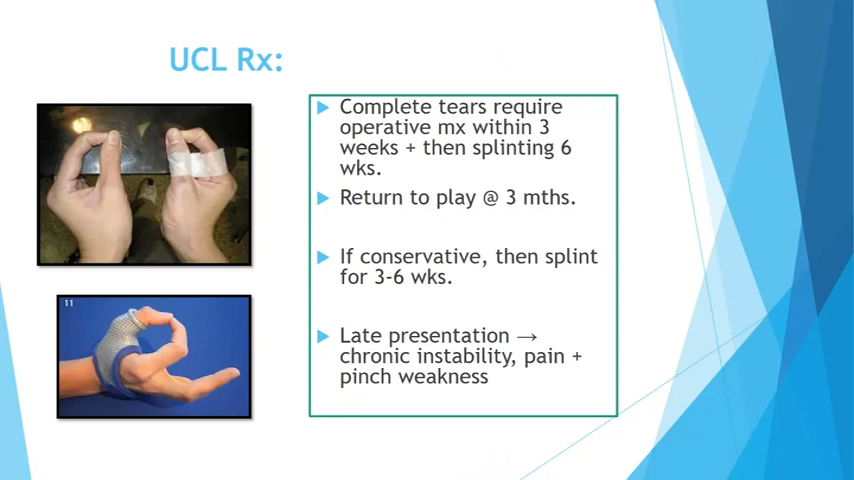 UCL Rx:
Complete tears require
operative mx within 3
weeks + then splinting 6
wks.
Return to play @ 3 mths.
If conservative, then splint
for 3-6 wks.
Late presentation →
chronic instability, pain +
pinch weakness
11